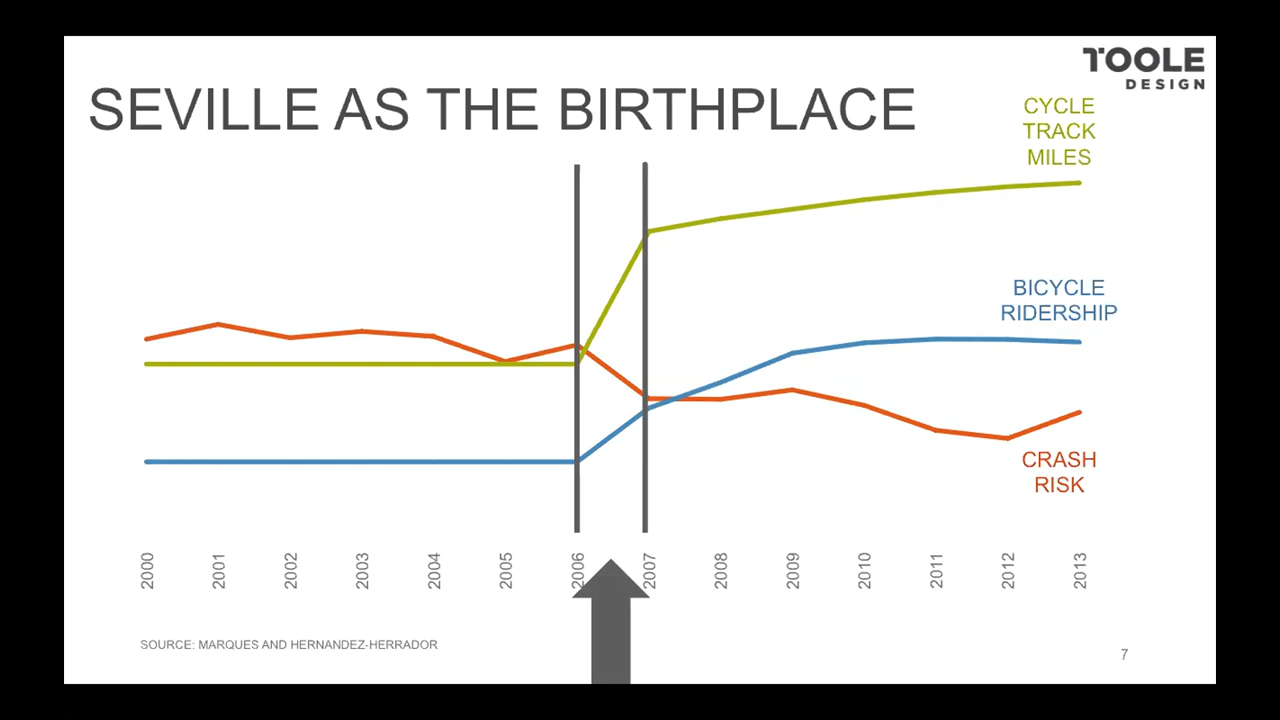 TOOLE
DESIGN
SEVILLE AS THE BIRTHPLACE
CYCLE
TRACK
MILES
BICYCLE
RIDERSHIP
CRASH
RISK
2000
2001
2002
2003
2004
2005
2006
2007
2008
2009
2010
2011
2012
2013
SOURCE: MARQUES AND HERNANDEZ-HERRADOR
7